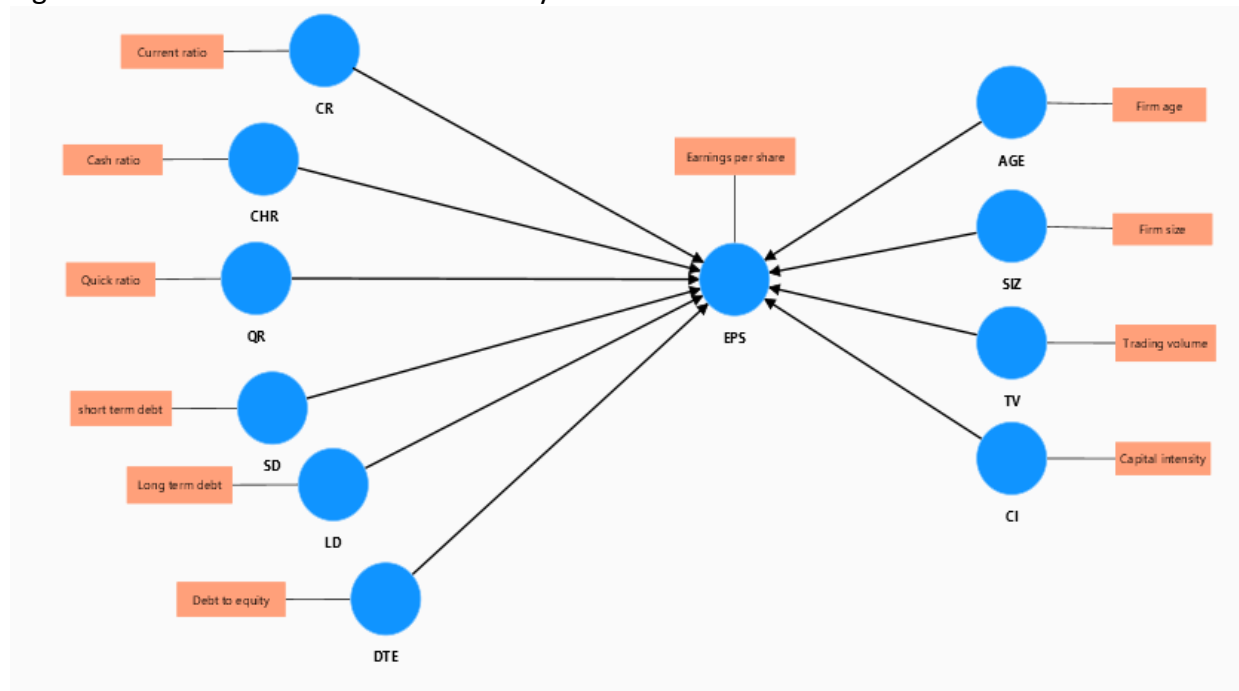 Current ratio
CR
Cash ratio
CHR
Quick ratio
QR
short term debt
SD
Long term debt
LD
Debt to equity
DTE
Earnings per share
EPS
Firm age
AGE
Firm size
SIZ
Trading volume
TV
Capital intensity
CI